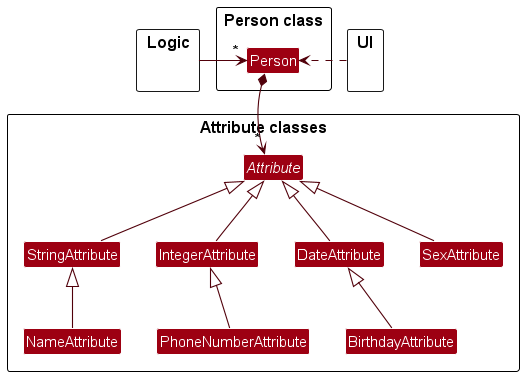 Person class
Logic
UI
*
Person
*
Attribute classes
Attribute
StringAttribute
IntegerAttribute
DateAttribute
SexAttribute
NameAttribute
PhoneNumberAttribute
BirthdayAttribute